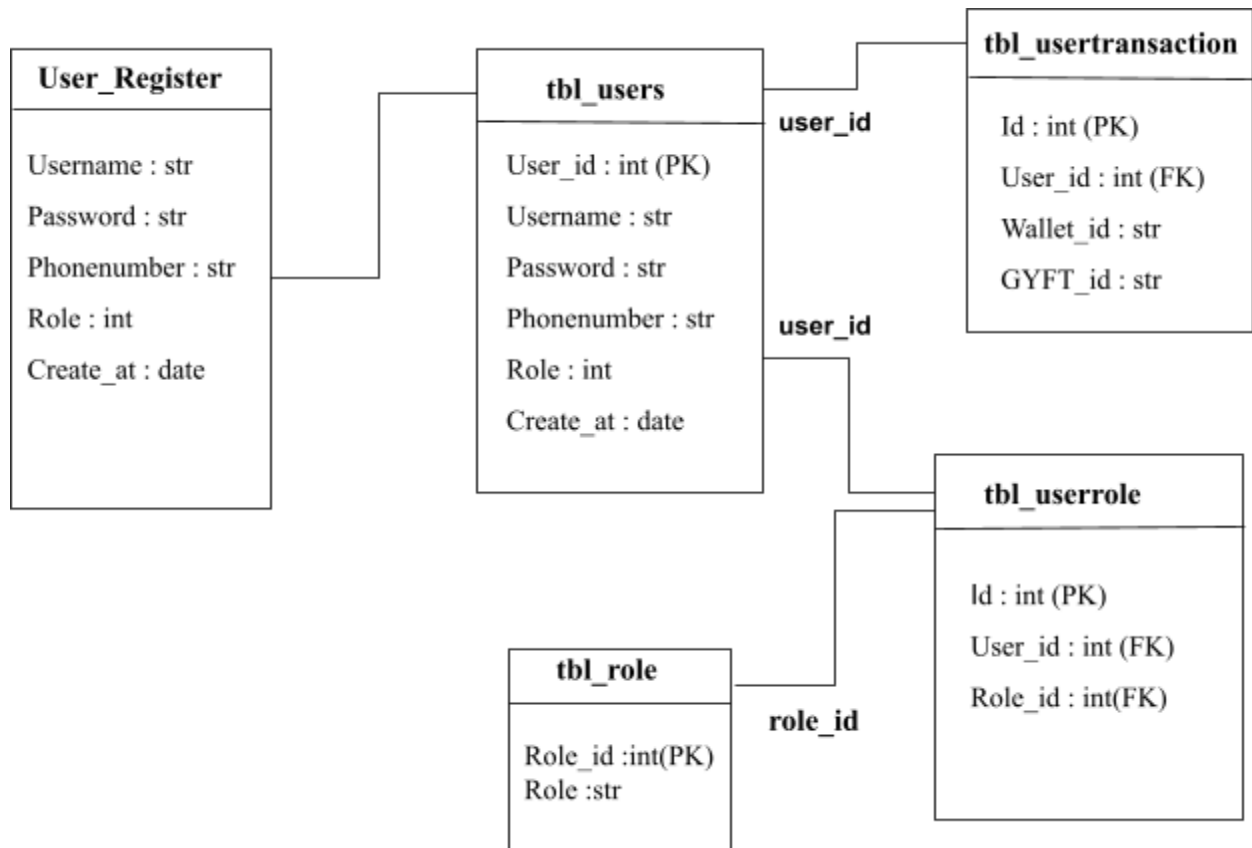 User_Register
Username : str
Password : str
Phonenumber : str
Role : int
Create_at : date
tbl_users
User_id : int (PK)
Username : str
Password : str
Phonenumber : str
Role : int
Create_at : date
user_id
user_id
tbl_usertransaction
Id : int (PK)
User_id : int (FK)
Wallet_id : str
GYFT_id : str
tbl_userrole
Id : int (PK)
User_id : int (FK)
Role_id : int(FK)
tbl_role
Role_id :int(PK)
Role :str
role_id